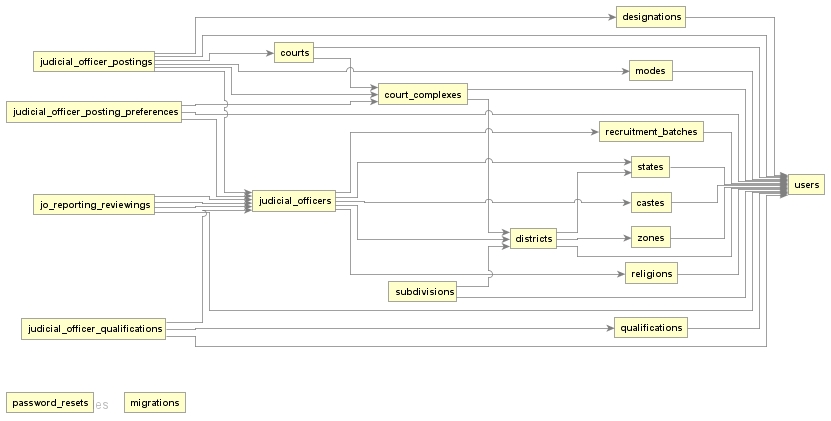 designations
judicial_officer_postings
courts
modes
court_complexes
judicial_officer_posting_preferences
recruitment_batches
states
users
judicial_officers
castes
jo_reporting_reviewings
districts
zones
religions
subdivisions
judicial_officer_qualifications
qualifications
password_resets
es
migrations